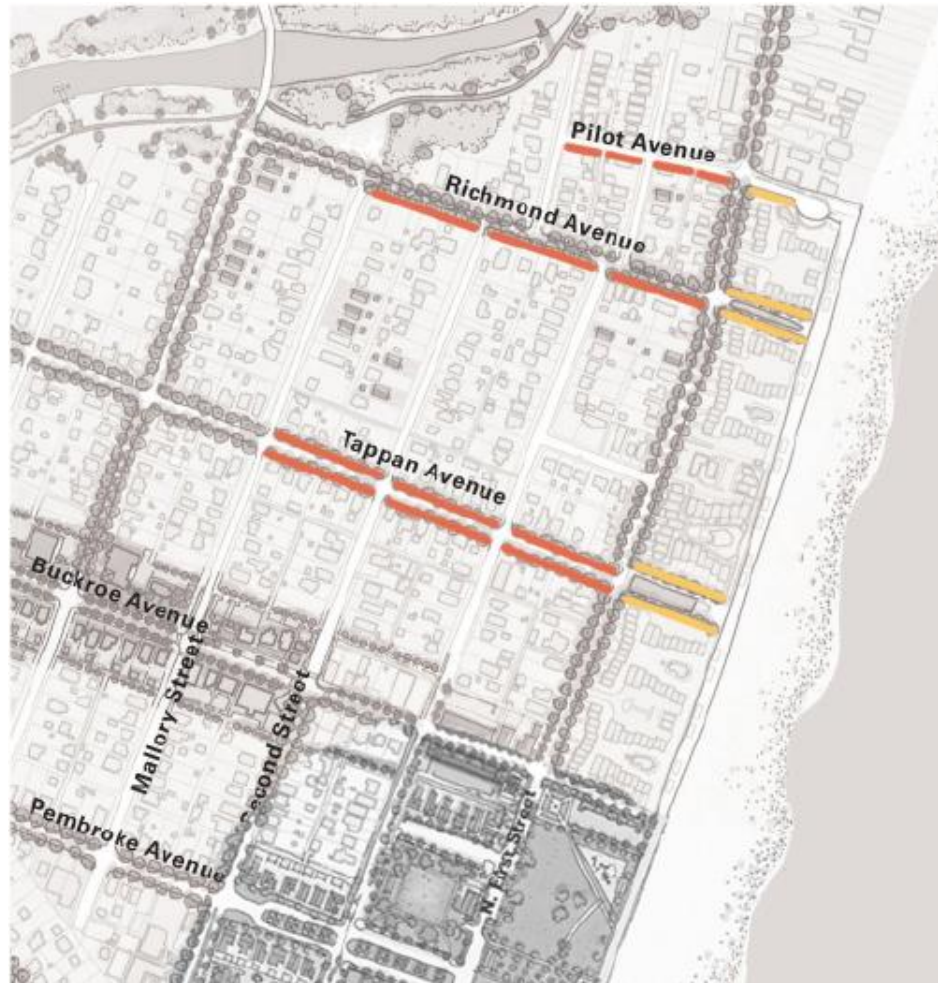 Pilot Avenue
Richmond Avenue
Tappan Avenue
Buckroe Avenue
Mallory Street
Second Street
N. First Street
Pembroke Avenue